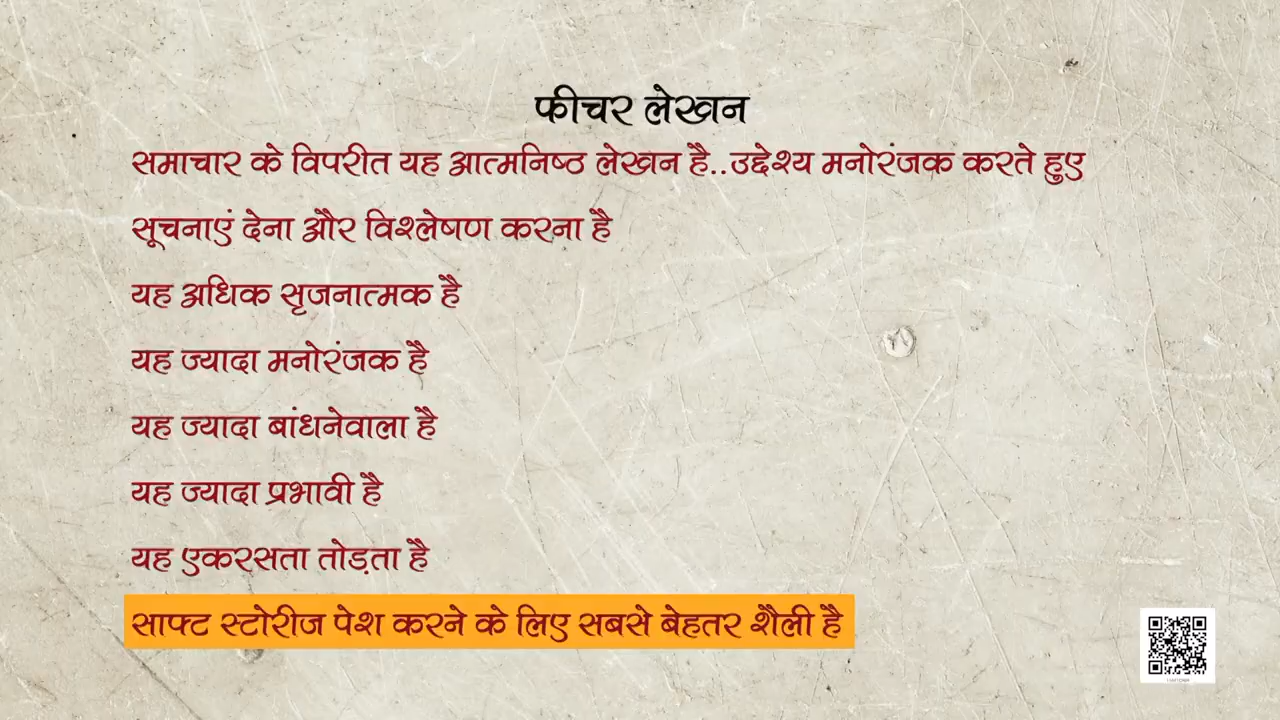 फीचर लेखन
समाचार के विपरीत यह आत्मनिष्ठ लेखन है..उद्देश्य मनोरंजक करते हुए
सूचनाएं देना और विश्लेषण करना है
यह अधिक सृजनात्मक है
यह ज्यादा मनोरंजक है
यह ज्यादा बांधनेवाला है
यह ज्यादा प्रभावी है
यह एकरसता तोड़ता है
साफ्ट स्टोरीज पेश करने के लिए सबसे बेहतर शैली है